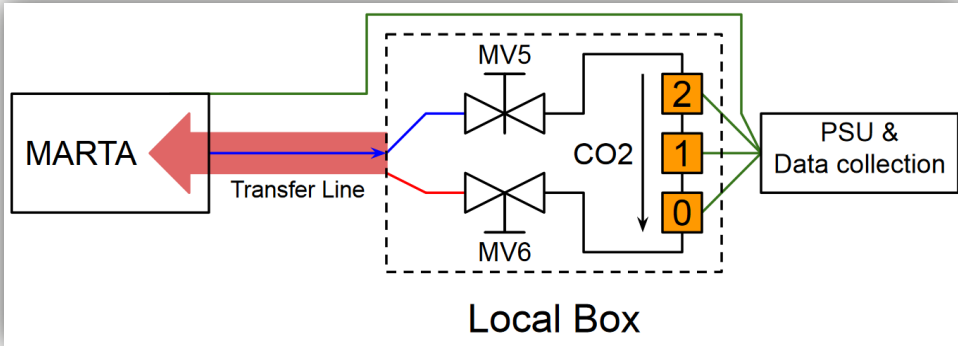 MV5
MARTA
Transfer Line
CO2
2
1
0
PSU &
Data collection
MV6
Local Box